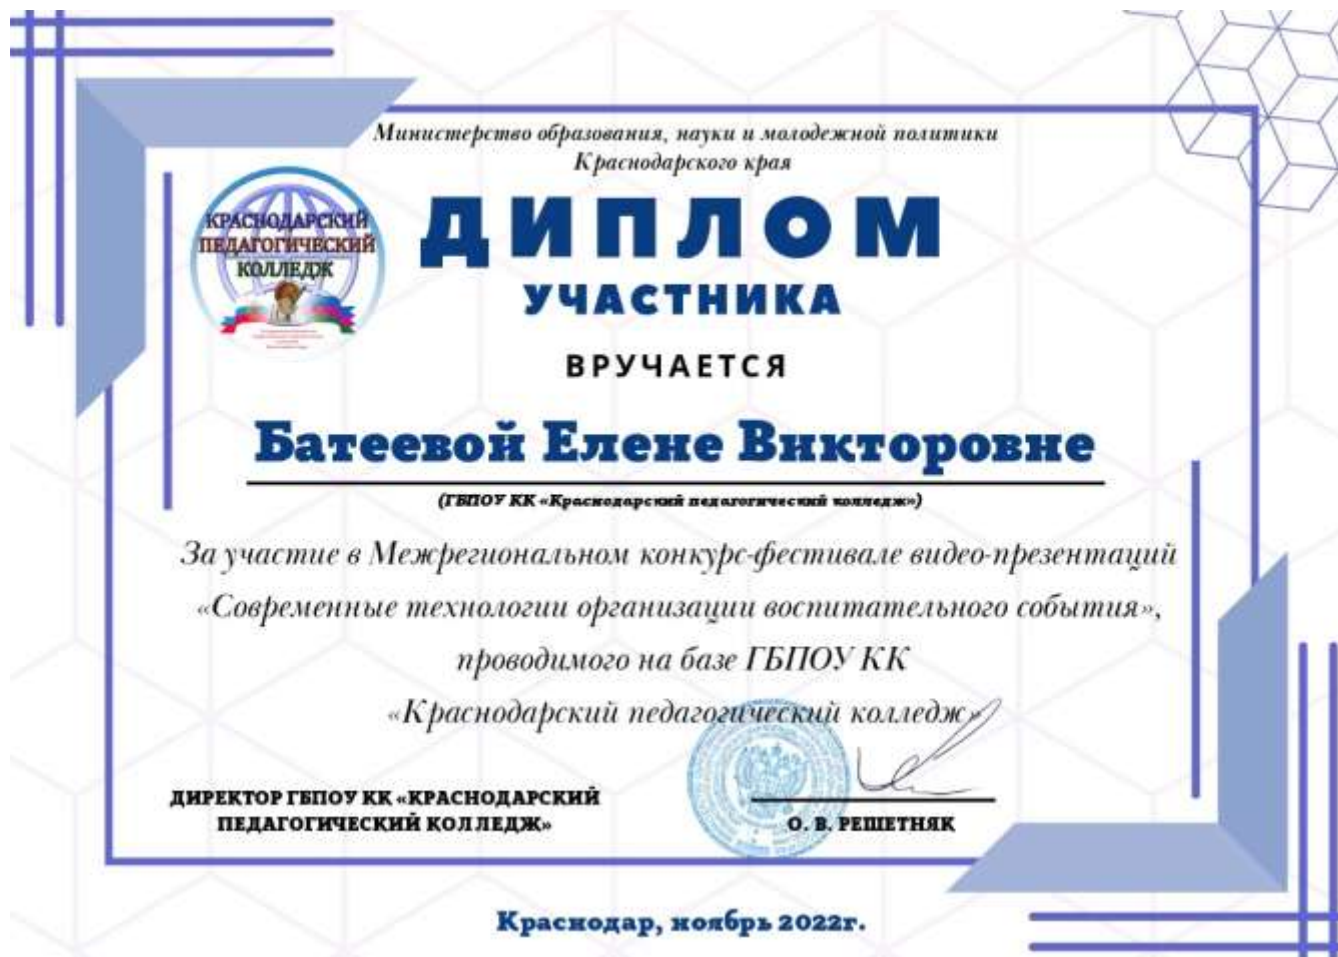 Министерство образования, науки и молодежной политики
Краснодарского края
КРАСНОДАРСКИЙ
ПЕДАГОГИЧЕСКИЙ
КОЛЛЕДЖ
ДИПЛОМ
УЧАСТНИКА
ВРУЧАЕТСЯ
Батеевой Елене Викторовне
(ГБПОУ КК «Краснодарский педагогический колледж»)
За участие в Межрегиональном конкурс-фестивале видео-презентаций
«Современные технологии организации воспитательного события»,
проводимого на базе ГБПОУ КК
«Краснодарский педагогический колледж»
ДИРЕКТОР ГБПОУ КК «КРАСНОДАРСКИЙ
ПЕДАГОГИЧЕСКИЙ КОЛЛЕДЖ»
О. В. РЕШЕТНЯК
Краснодар, ноябрь 2022г.